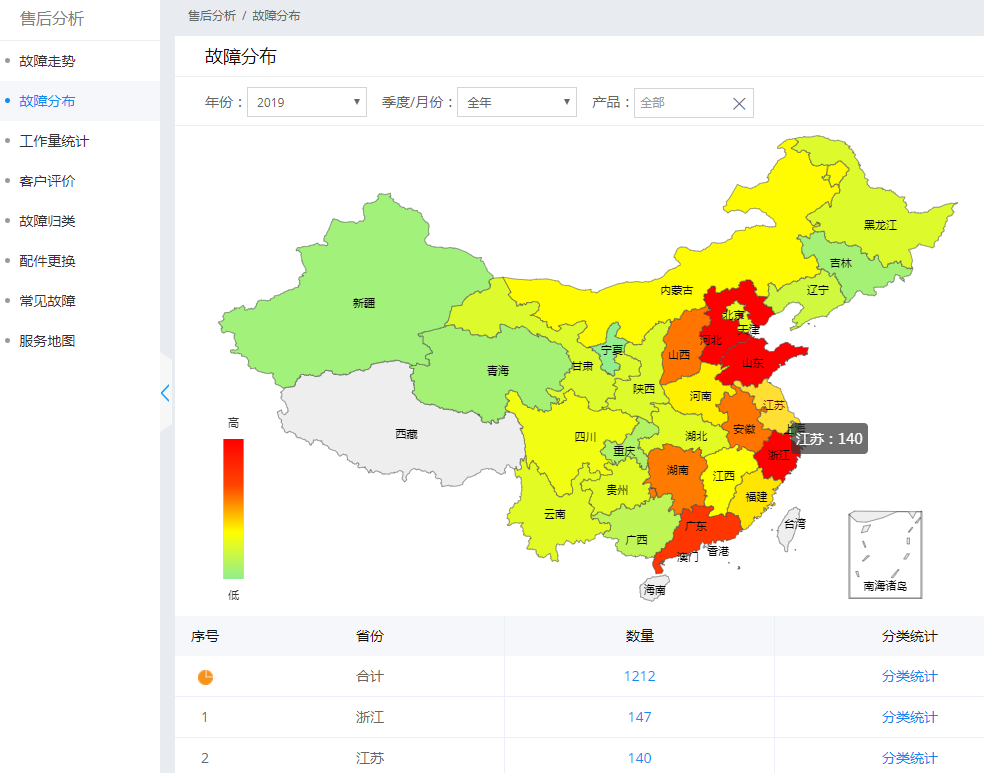 售后分析
故障走势
故障分布
工作量统计
客户评价
故障归类
配件更换
常见故障
服务地图
售后分析 / 故障分布
故障分布
年份： 2019 季度/月份： 全年 产品： 全部
黑龙江
吉林
辽宁
内蒙古
新疆
北京
天津
河北
宁夏
山西
山东
甘肃
青海
陕西
河南
江苏
西藏
安徽
上海
江苏 : 140
四川
湖北
重庆
浙江
湖南
江西
贵州
福建
云南
广东
台湾
广西
香港
澳门
海南
南海诸岛
高
低
序号 省份 数量 分类统计
合计 1212 分类统计
1 浙江 147 分类统计
2 江苏 140 分类统计